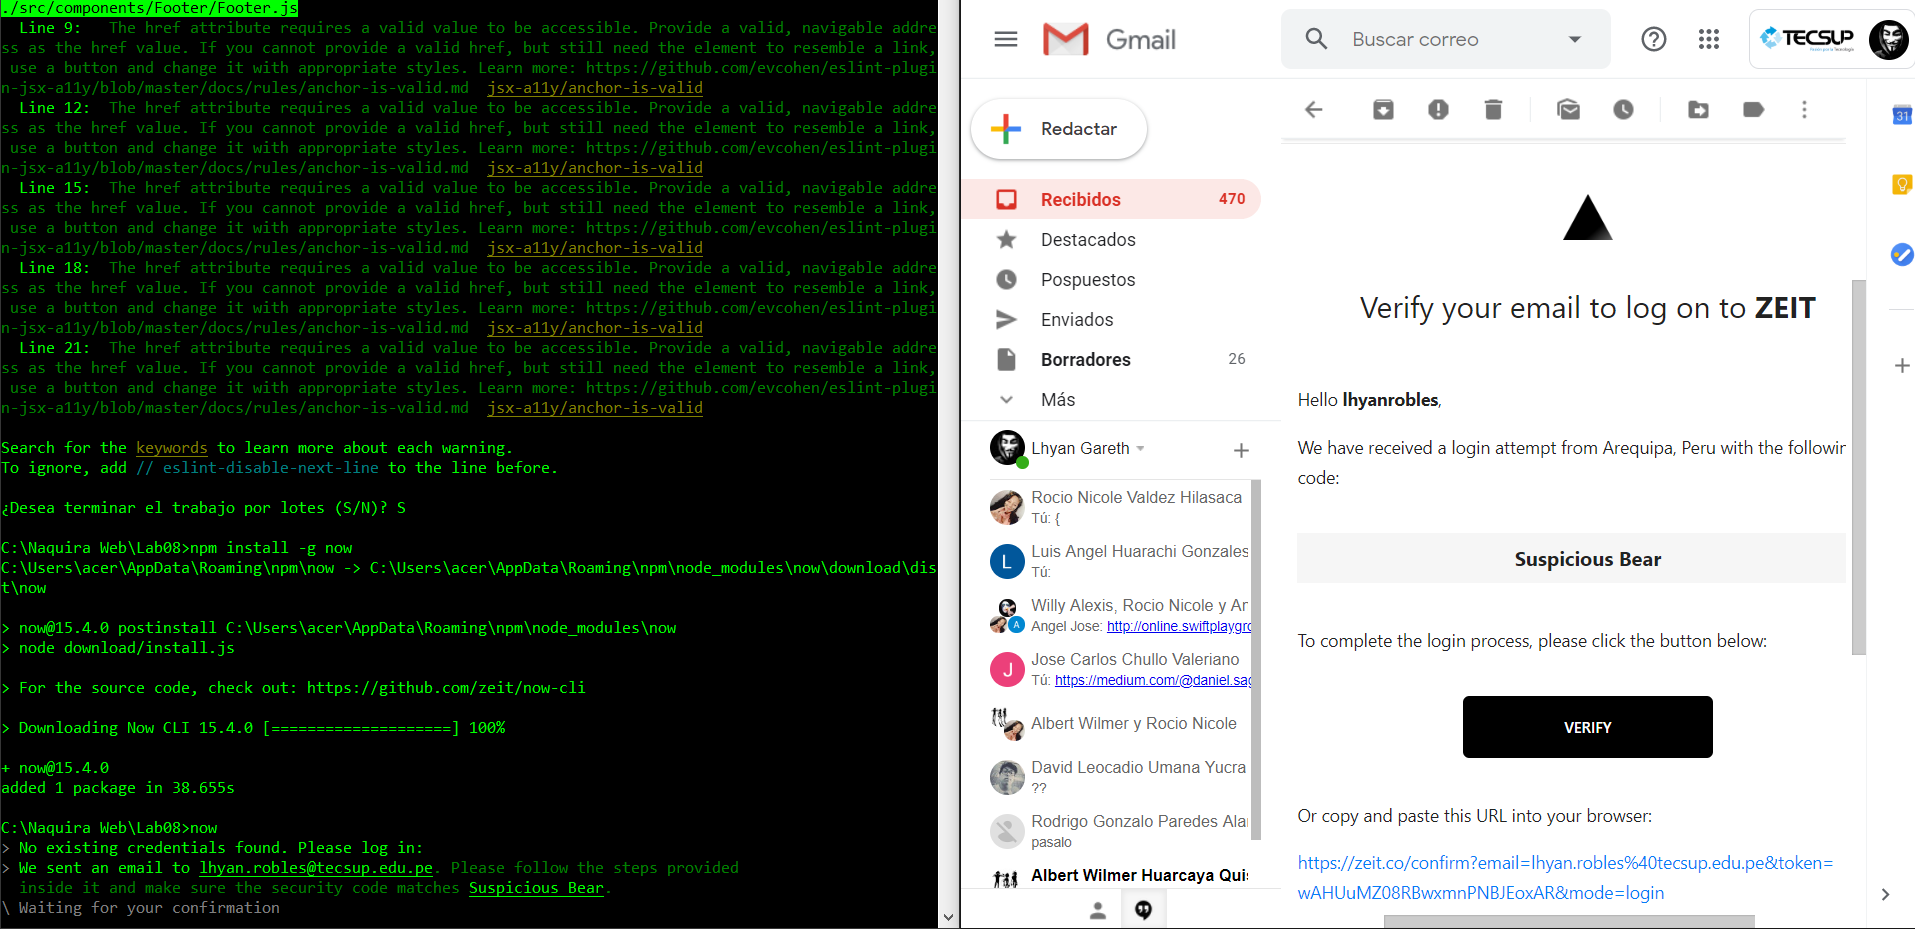 ./src/components/Footer/Footer.js
Line 9:   The href attribute requires a valid value to be accessible. Provide a valid, navigable addre
ss as the href value. If you cannot provide a valid href, but still need the element to resemble a link,
use a button and change it with appropriate styles. Learn more: https://github.com/evcohen/eslint-plugi
n-jsx-a11y/blob/master/docs/rules/anchor-is-valid.md  jsx-a11y/anchor-is-valid
Line 12:  The href attribute requires a valid value to be accessible. Provide a valid, navigable addre
ss as the href value. If you cannot provide a valid href, but still need the element to resemble a link,
use a button and change it with appropriate styles. Learn more: https://github.com/evcohen/eslint-plugi
n-jsx-a11y/blob/master/docs/rules/anchor-is-valid.md  jsx-a11y/anchor-is-valid
Line 15:  The href attribute requires a valid value to be accessible. Provide a valid, navigable addre
ss as the href value. If you cannot provide a valid href, but still need the element to resemble a link,
use a button and change it with appropriate styles. Learn more: https://github.com/evcohen/eslint-plugi
n-jsx-a11y/blob/master/docs/rules/anchor-is-valid.md  jsx-a11y/anchor-is-valid
Line 18:  The href attribute requires a valid value to be accessible. Provide a valid, navigable addre
ss as the href value. If you cannot provide a valid href, but still need the element to resemble a link,
use a button and change it with appropriate styles. Learn more: https://github.com/evcohen/eslint-plugi
n-jsx-a11y/blob/master/docs/rules/anchor-is-valid.md  jsx-a11y/anchor-is-valid
Line 21:  The href attribute requires a valid value to be accessible. Provide a valid, navigable addre
ss as the href value. If you cannot provide a valid href, but still need the element to resemble a link,
use a button and change it with appropriate styles. Learn more: https://github.com/evcohen/eslint-plugi
n-jsx-a11y/blob/master/docs/rules/anchor-is-valid.md  jsx-a11y/anchor-is-valid
Search for the keywords to learn more about each warning.
To ignore, add // eslint-disable-next-line to the line before.
¿Desea terminar el trabajo por lotes (S/N)? S
C:\Naquira Web\Lab08>npm install -g now
C:\Users\acer\AppData\Roaming\npm\now -> C:\Users\acer\AppData\Roaming\npm\node_modules\now\download\dis
t\now
> now@15.4.0 postinstall C:\Users\acer\AppData\Roaming\npm\node_modules\now
> node download/install.js
> For the source code, check out: https://github.com/zeit/now-cli
> Downloading Now CLI 15.4.0 [====================] 100%
+ now@15.4.0
added 1 package in 38.655s
C:\Naquira Web\Lab08>now
> No existing credentials found. Please log in:
> We sent an email to lhyan.robles@tecsup.edu.pe. Please follow the steps provided
inside it and make sure the security code matches Suspicious Bear.
\ Waiting for your confirmation
Gmail
Buscar correo
TECSUP
Redactar
Recibidos 470
Destacados
Pospuestos
Enviados
Borradores 26
Más
Lhyan Gareth
Rocio Nicole Valdez Hilasaca
Tú: {
L
Luis Angel Huarachi Gonzales
Tú:
Willy Alexis, Rocio Nicole y Ar
A
Angel Jose: http://online.swiftplaygro
J
Jose Carlos Chullo Valeriano
Tú: https://medium.com/@daniel.sag
Albert Wilmer y Rocio Nicole
David Leocadio Umana Yucra
??
Rodrigo Gonzalo Paredes Ala
pasalo
Albert Wilmer Huarcaya Quis
Verify your email to log on to ZEIT
Hello lhyanrobles,
We have received a login attempt from Arequipa, Peru with the followin
code:
Suspicious Bear
To complete the login process, please click the button below:
VERIFY
Or copy and paste this URL into your browser:
https://zeit.co/confirm?email=lhyan.robles%40tecsup.edu.pe&token=
wAHUuMZ08RBwxmnPNBJEoxAR&mode=login
31